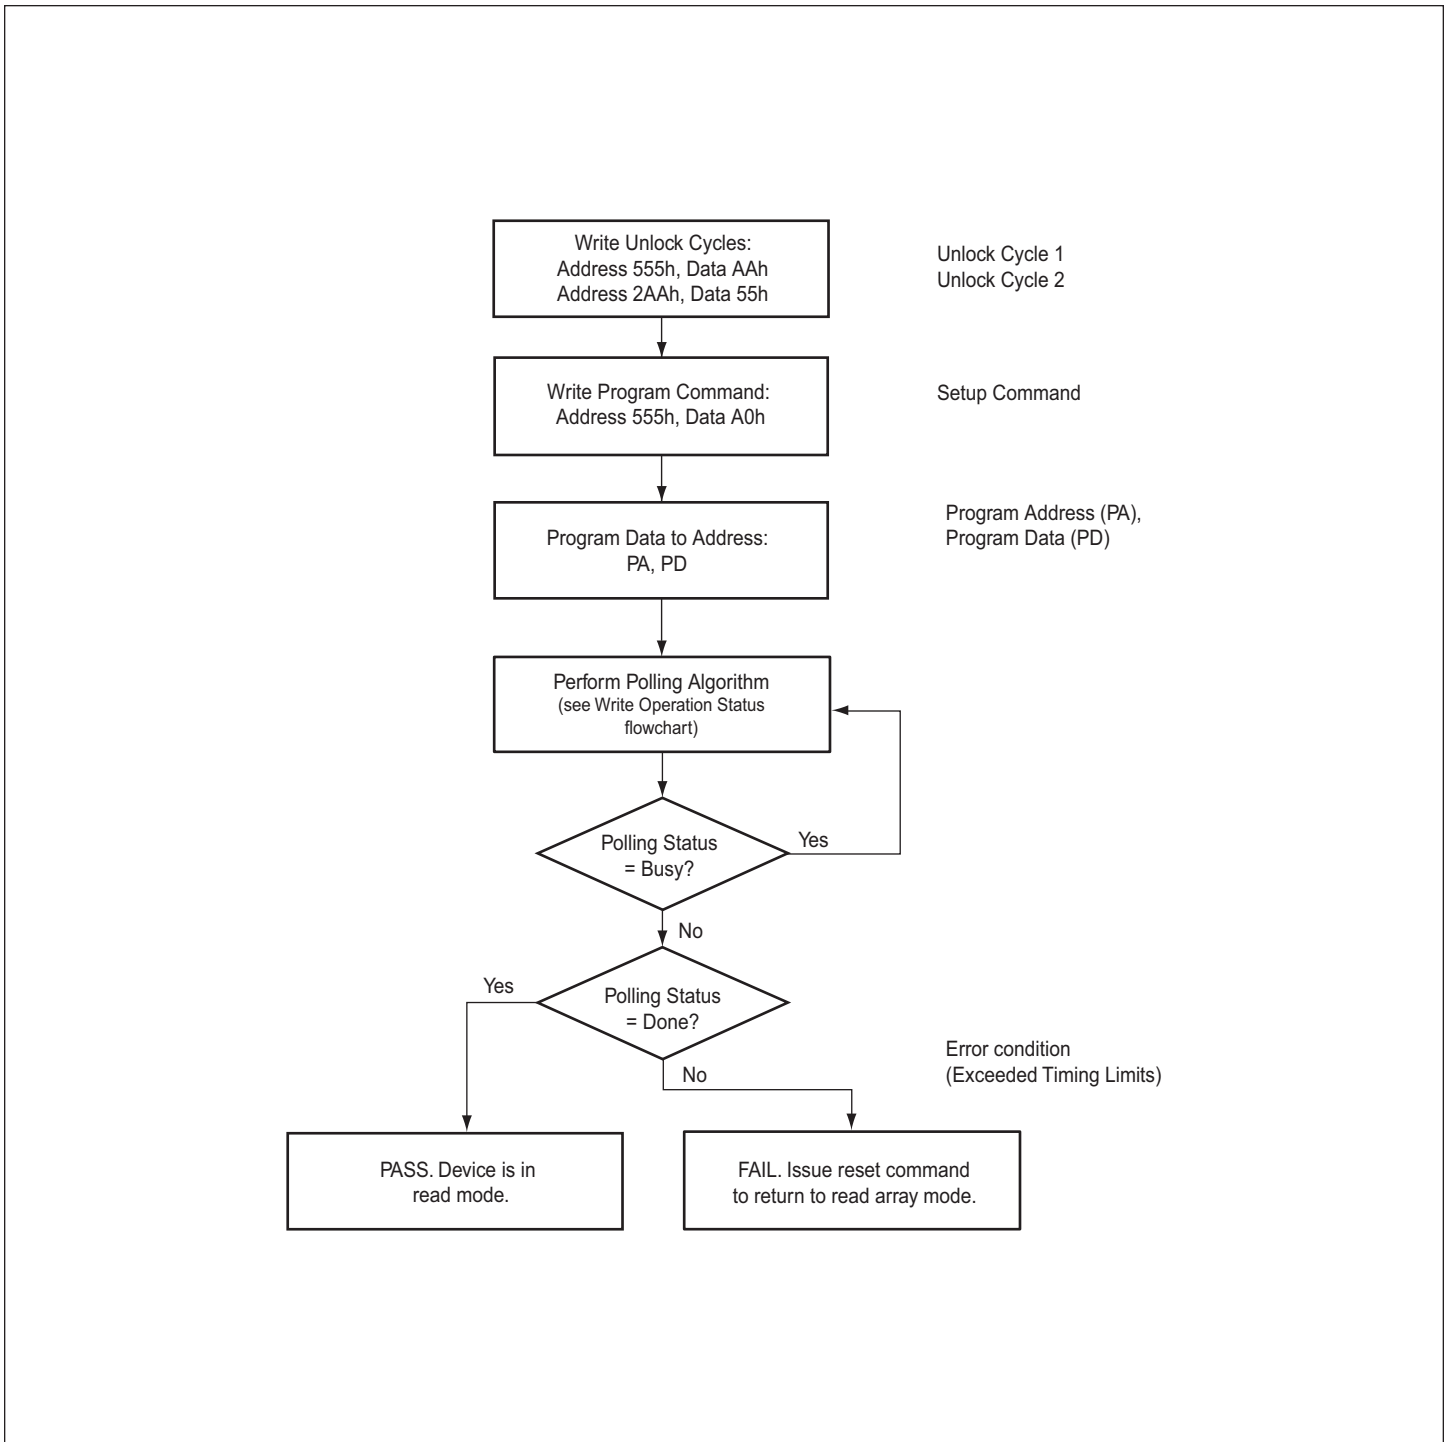 Write Unlock Cycles:
Address 555h, Data AAh
Address 2AAh, Data 55h
Unlock Cycle 1
Unlock Cycle 2
Write Program Command:
Address 555h, Data A0h
Setup Command
Program Data to Address:
PA, PD
Program Address (PA),
Program Data (PD)
Perform Polling Algorithm
(see Write Operation Status
flowchart)
Polling Status
= Busy?
Yes
No
Polling Status
= Done?
Yes
No
Error condition
(Exceeded Timing Limits)
PASS. Device is in
read mode.
FAIL. Issue reset command
to return to read array mode.